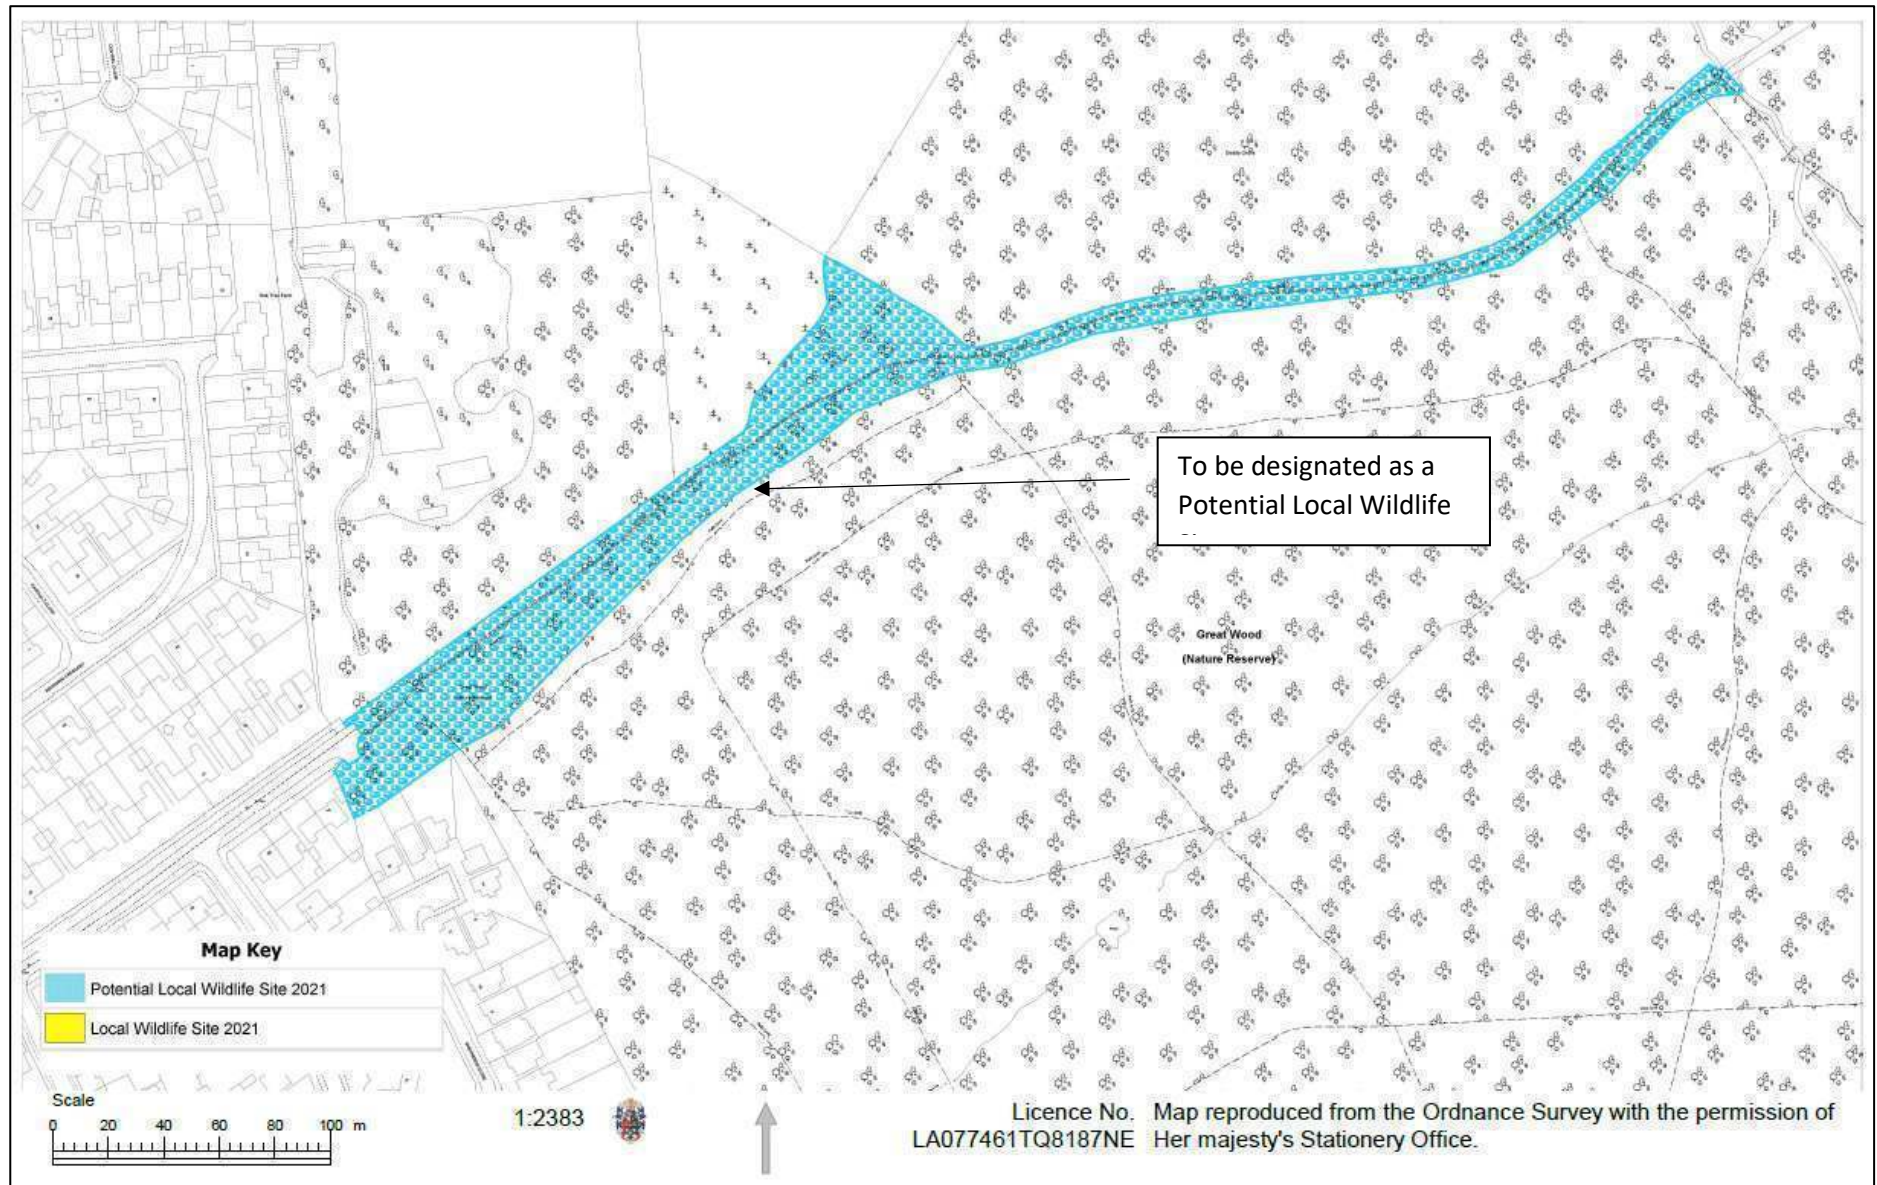 To be designated as a
Potential Local Wildlife
Great Wood
(Nature Reserve)
Map Key
Potential Local Wildlife Site 2021
Local Wildlife Site 2021
Scale
0 20 40 60 80 100 m
1:2383
Licence No.
LA077461TQ8187NE
Map reproduced from the Ordnance Survey with the permission of
Her majesty's Stationery Office.